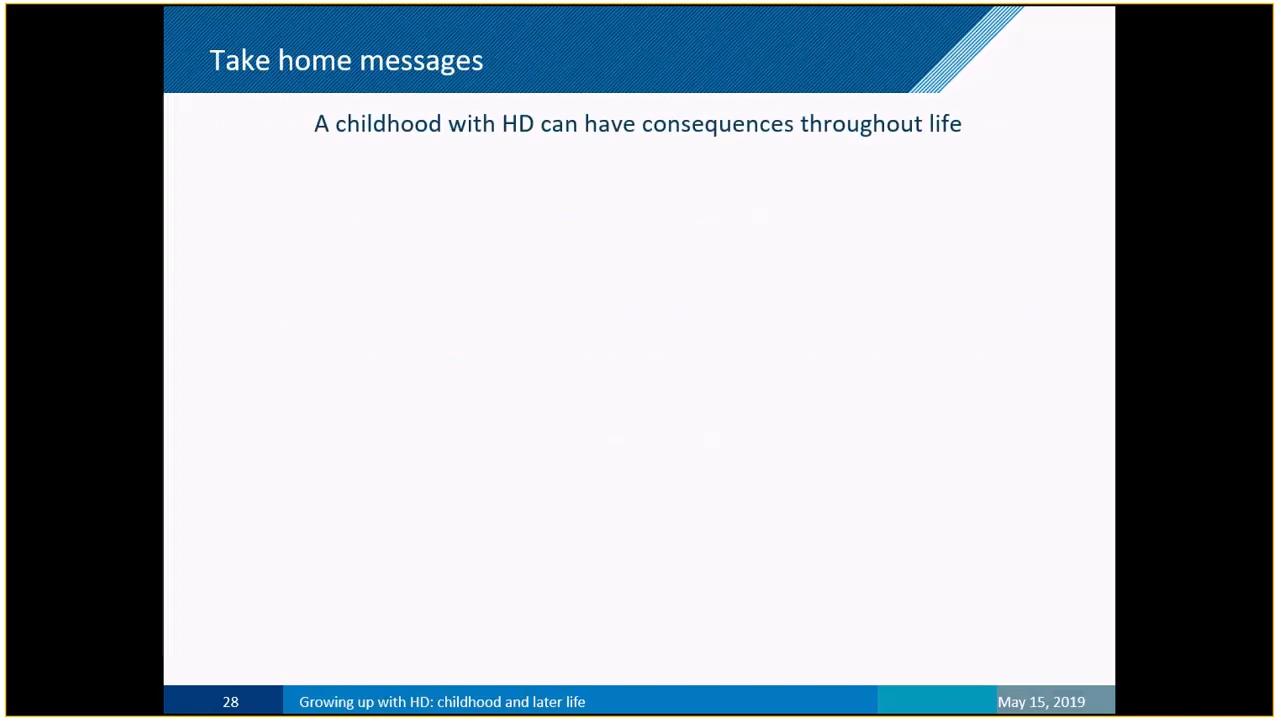 Take home messages
A childhood with HD can have consequences throughout life
28
Growing up with HD: childhood and later life
May 15, 2019